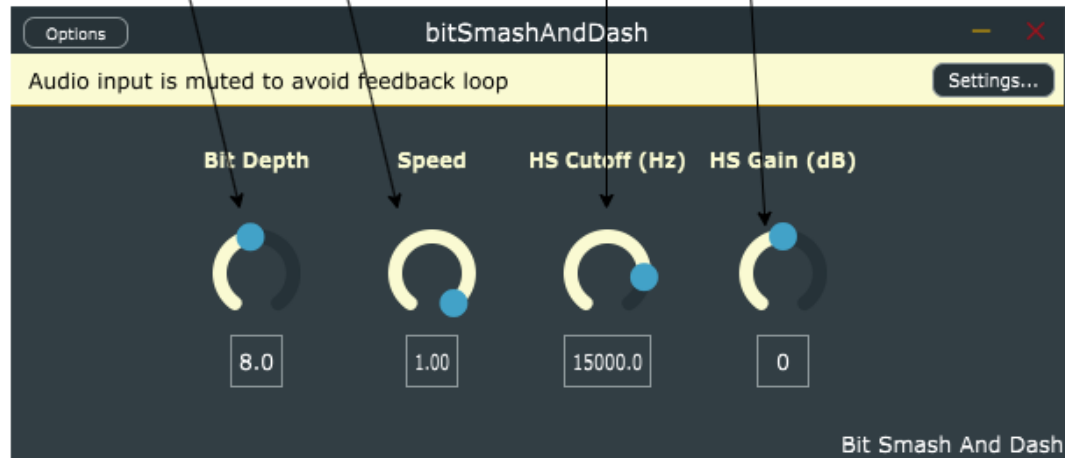 Options bitSmashAndDash
Audio input is muted to avoid feedback loop Settings...
Bit Depth Speed HS Cutoff (Hz) HS Gain (dB)
8.0 1.00 15000.0 0
Bit Smash And Dash